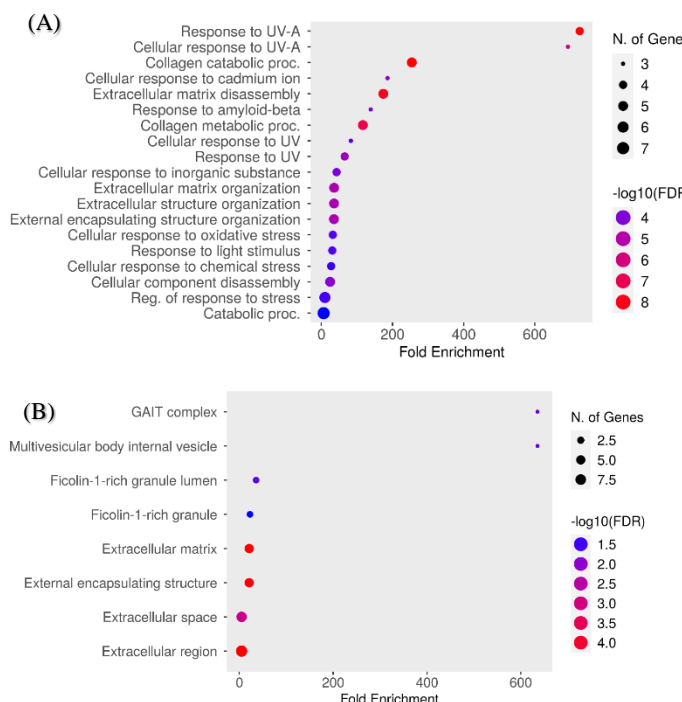 (A)
Response to UV-A
Cellular response to UV-A
Collagen catabolic proc.
Cellular response to cadmium ion
Extracellular matrix disassembly
Response to amyloid-beta
Collagen metabolic proc.
Cellular response to UV
Response to UV
Cellular response to inorganic substance
Extracellular matrix organization
Extracellular structure organization
External encapsulating structure organization
Cellular response to oxidative stress
Response to light stimulus
Cellular response to chemical stress
Cellular component disassembly
Reg. of response to stress
Catabolic proc.
0 200 400 600
Fold Enrichment
N. of Genes
3
4
5
6
7
-log10(FDR
4
5
6
7
8
(B)
GAIT complex
Multivesicular body internal vesicle
Ficolin-1-rich granule lumen
Ficolin-1-rich granule
Extracellular matrix
External encapsulating structure
Extracellular space
Extracellular region
0 200 400 600
Fold Enrichment
N. of Genes
2.5
5.0
7.5
-log10(FDR)
1.5
2.0
2.5
3.0
3.5
4.0